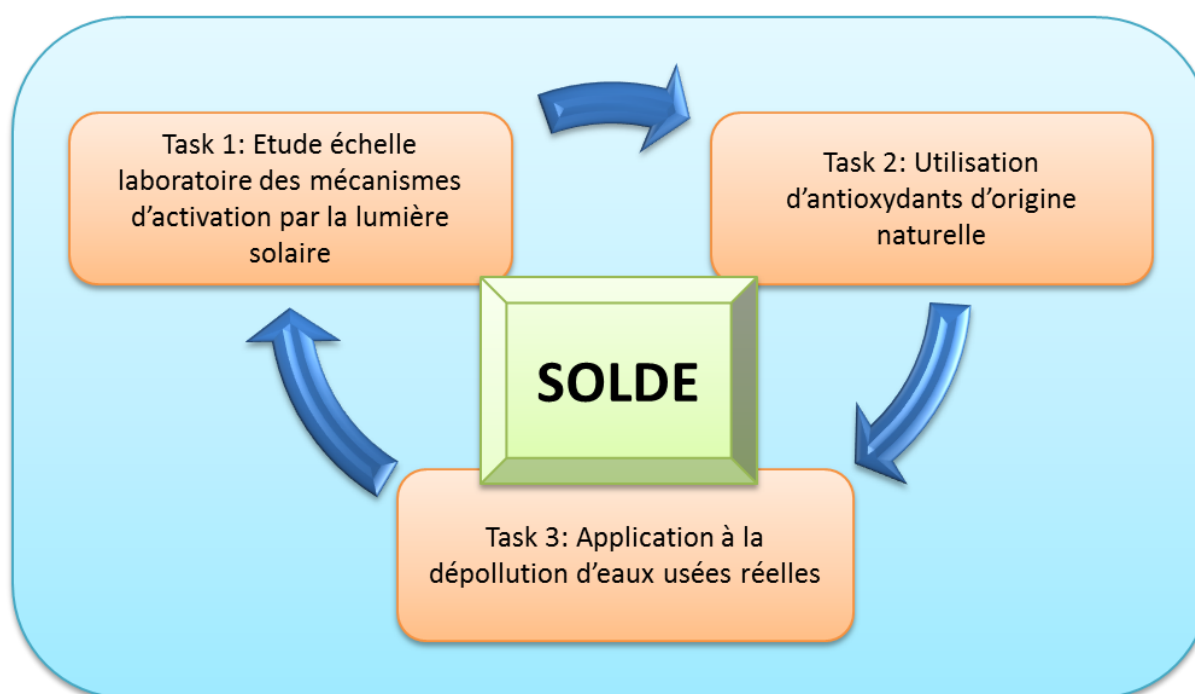 Task 1: Etude échelle
laboratoire des mécanismes
d’activation par la lumière
solaire
Task 2: Utilisation
d’antioxydants d’origine
naturelle
SOLDE
Task 3: Application à la
dépollution d’eaux usées réelles